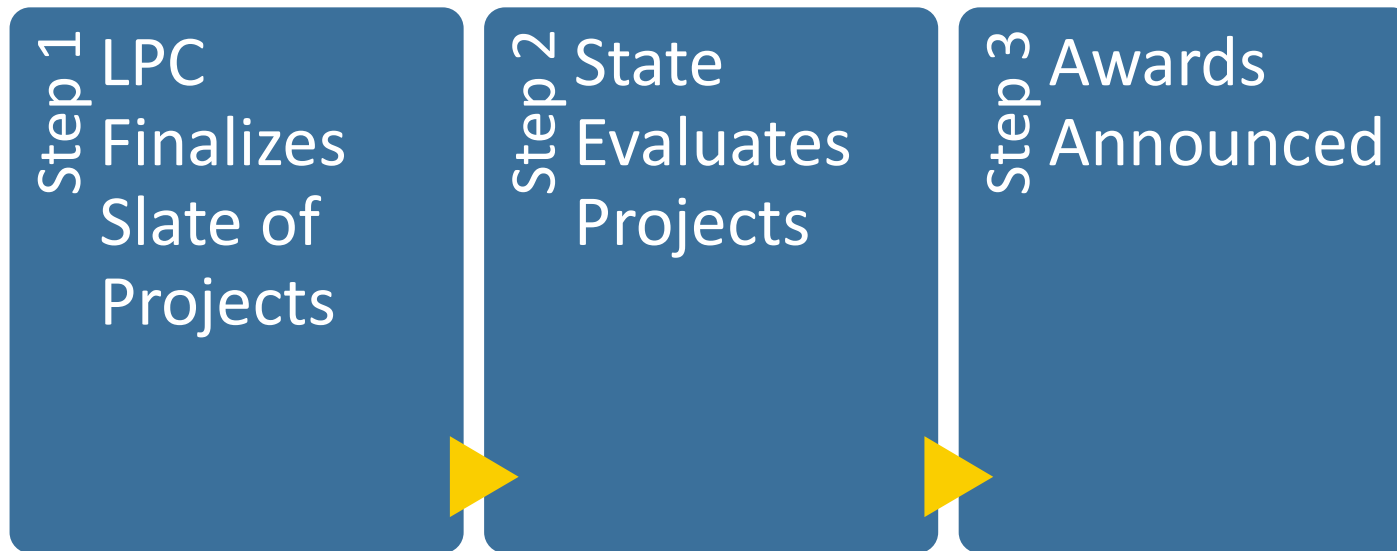 Step 1
LPC
Finalizes
Slate of
Projects
Step 2
State
Evaluates
Projects
Step 3
Awards
Announced